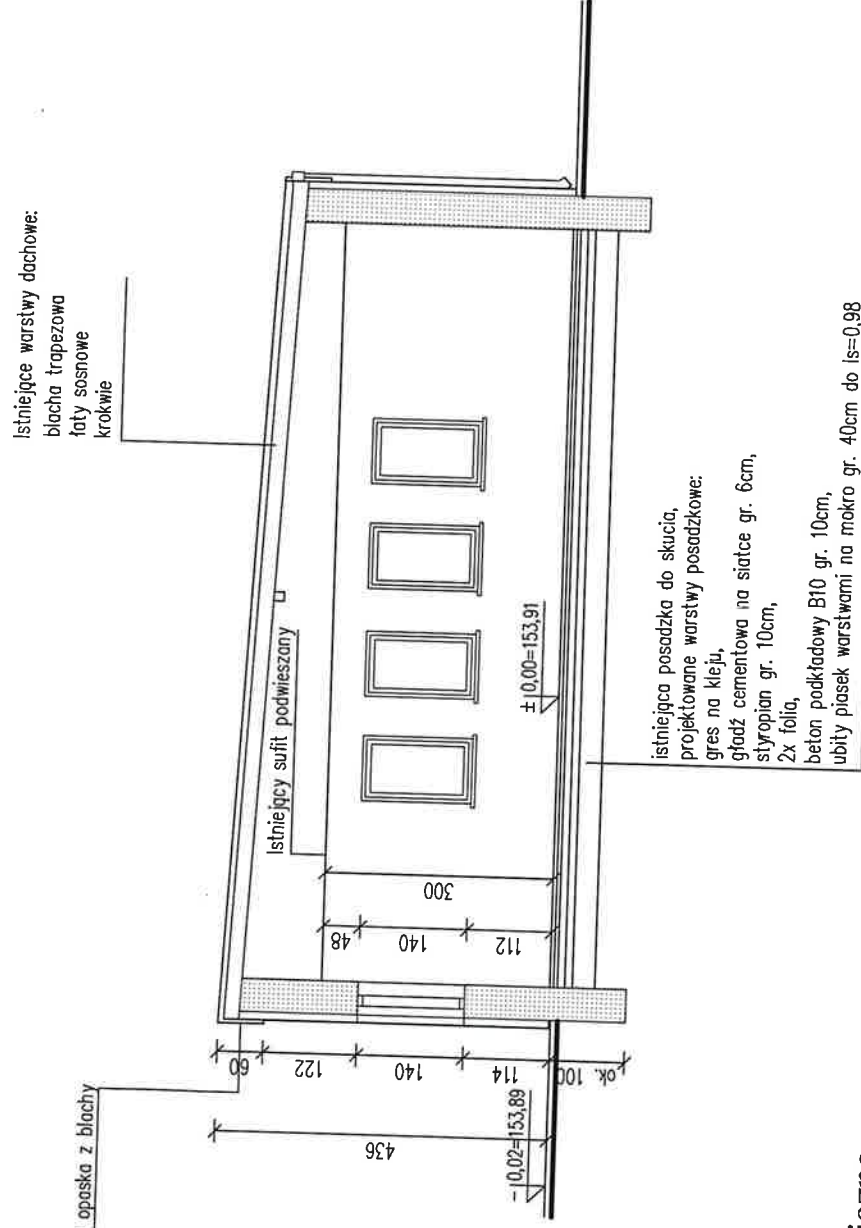 Istniejące warstwy dachowe:
blacha trapezowa
łaty sosnowe
krokwie
opaska z blachy
Istniejący sufit podwieszany
60
122
140
114
ok. 100
436
48
140
112
300
± 0,00=153,91
-0,02=153,89
istniejąca posadzka do skucia,
projektowane warstwy posadzkowe:
gres na kleju,
gładź cementowa na siatce gr. 6cm,
styropian gr. 10cm,
2x folia,
beton podkładowy B10 gr. 10cm,
ubity piasek warstwami na mokro gr. 40cm do Is=0.98